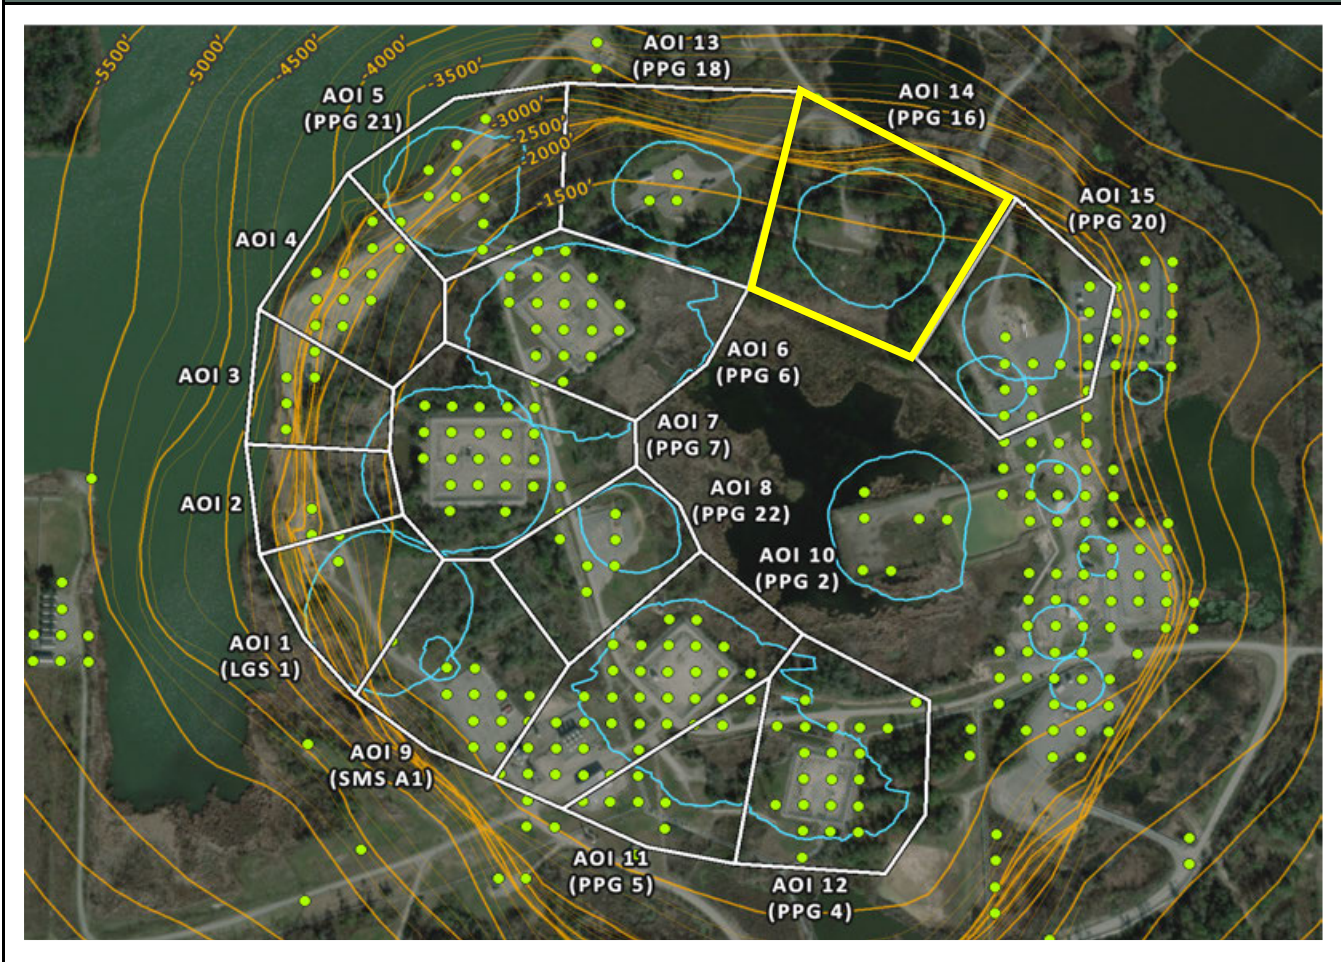 -5500'
-5000'
-4500'
-4000'
-3500'
-3000'
-2500'
-2000'
-1500'
AOI 13
(PPG 18)
AOI 5
(PPG 21)
AOI 14
(PPG 16)
AOI 15
(PPG 20)
AOI 4
AOI 6
(PPG 6)
AOI 3
AOI 7
(PPG 7)
AOI 2
AOI 8
(PPG 22)
AOI 10
(PPG 2)
AOI 1
(LGS 1)
AOI 9
(SMS A1)
AOI 11
(PPG 5)
AOI 12
(PPG 4)